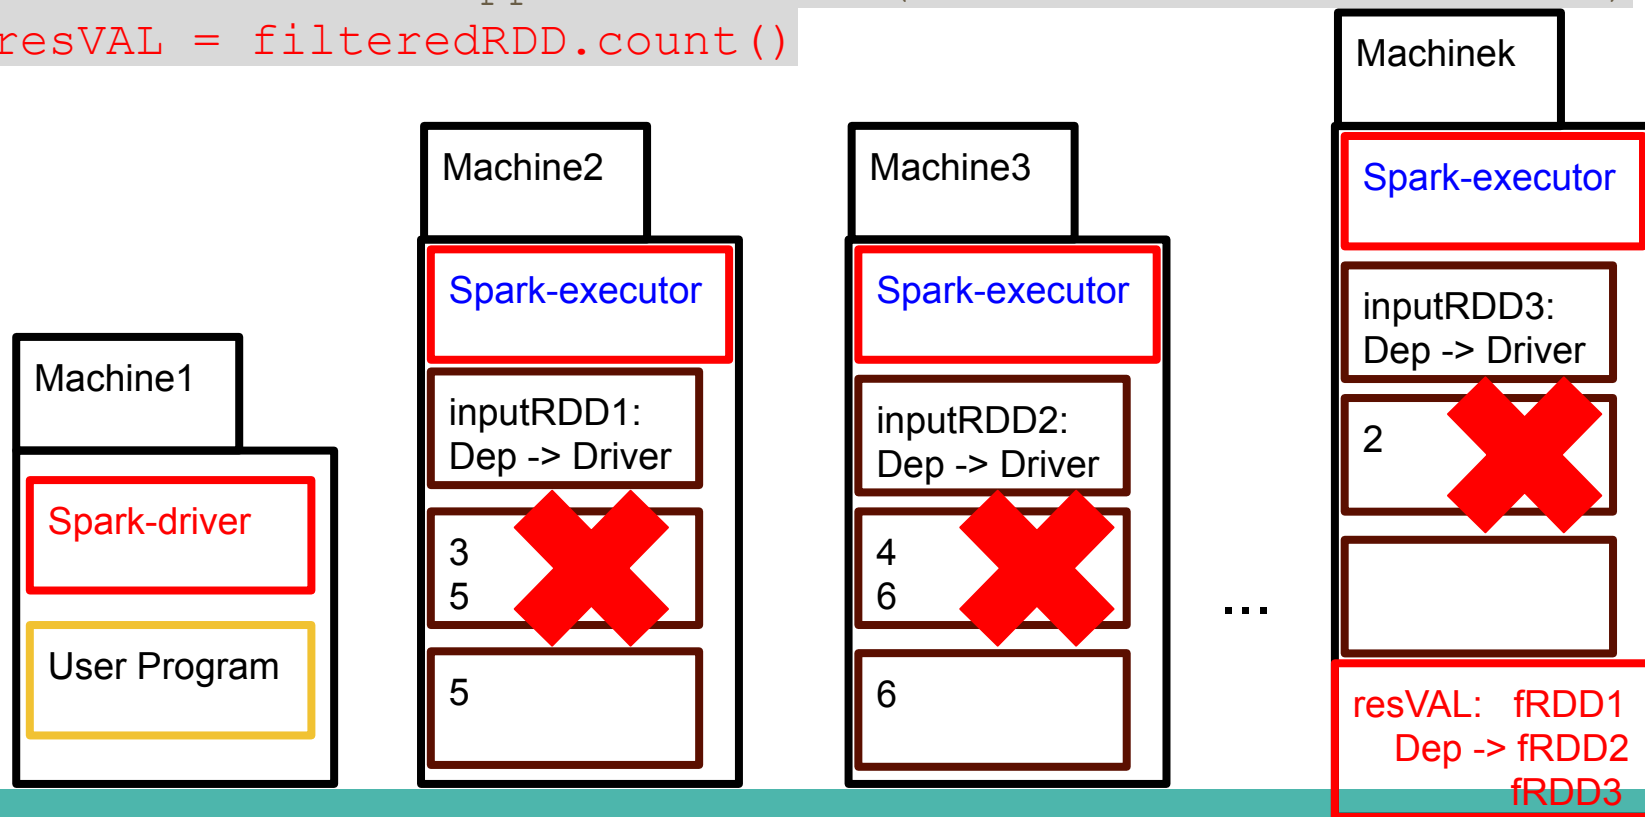 resVAL = filteredRDD.count()
Machine1
Spark-driver
User Program
Machine2
Spark-executor
inputRDD1:
Dep -> Driver
3
5
5
Machine3
Spark-executor
inputRDD2:
Dep -> Driver
4
6
6
...
Machinek
Spark-executor
inputRDD3:
Dep -> Driver
2
resVAL: fRDD1
Dep -> fRDD2
fRDD3